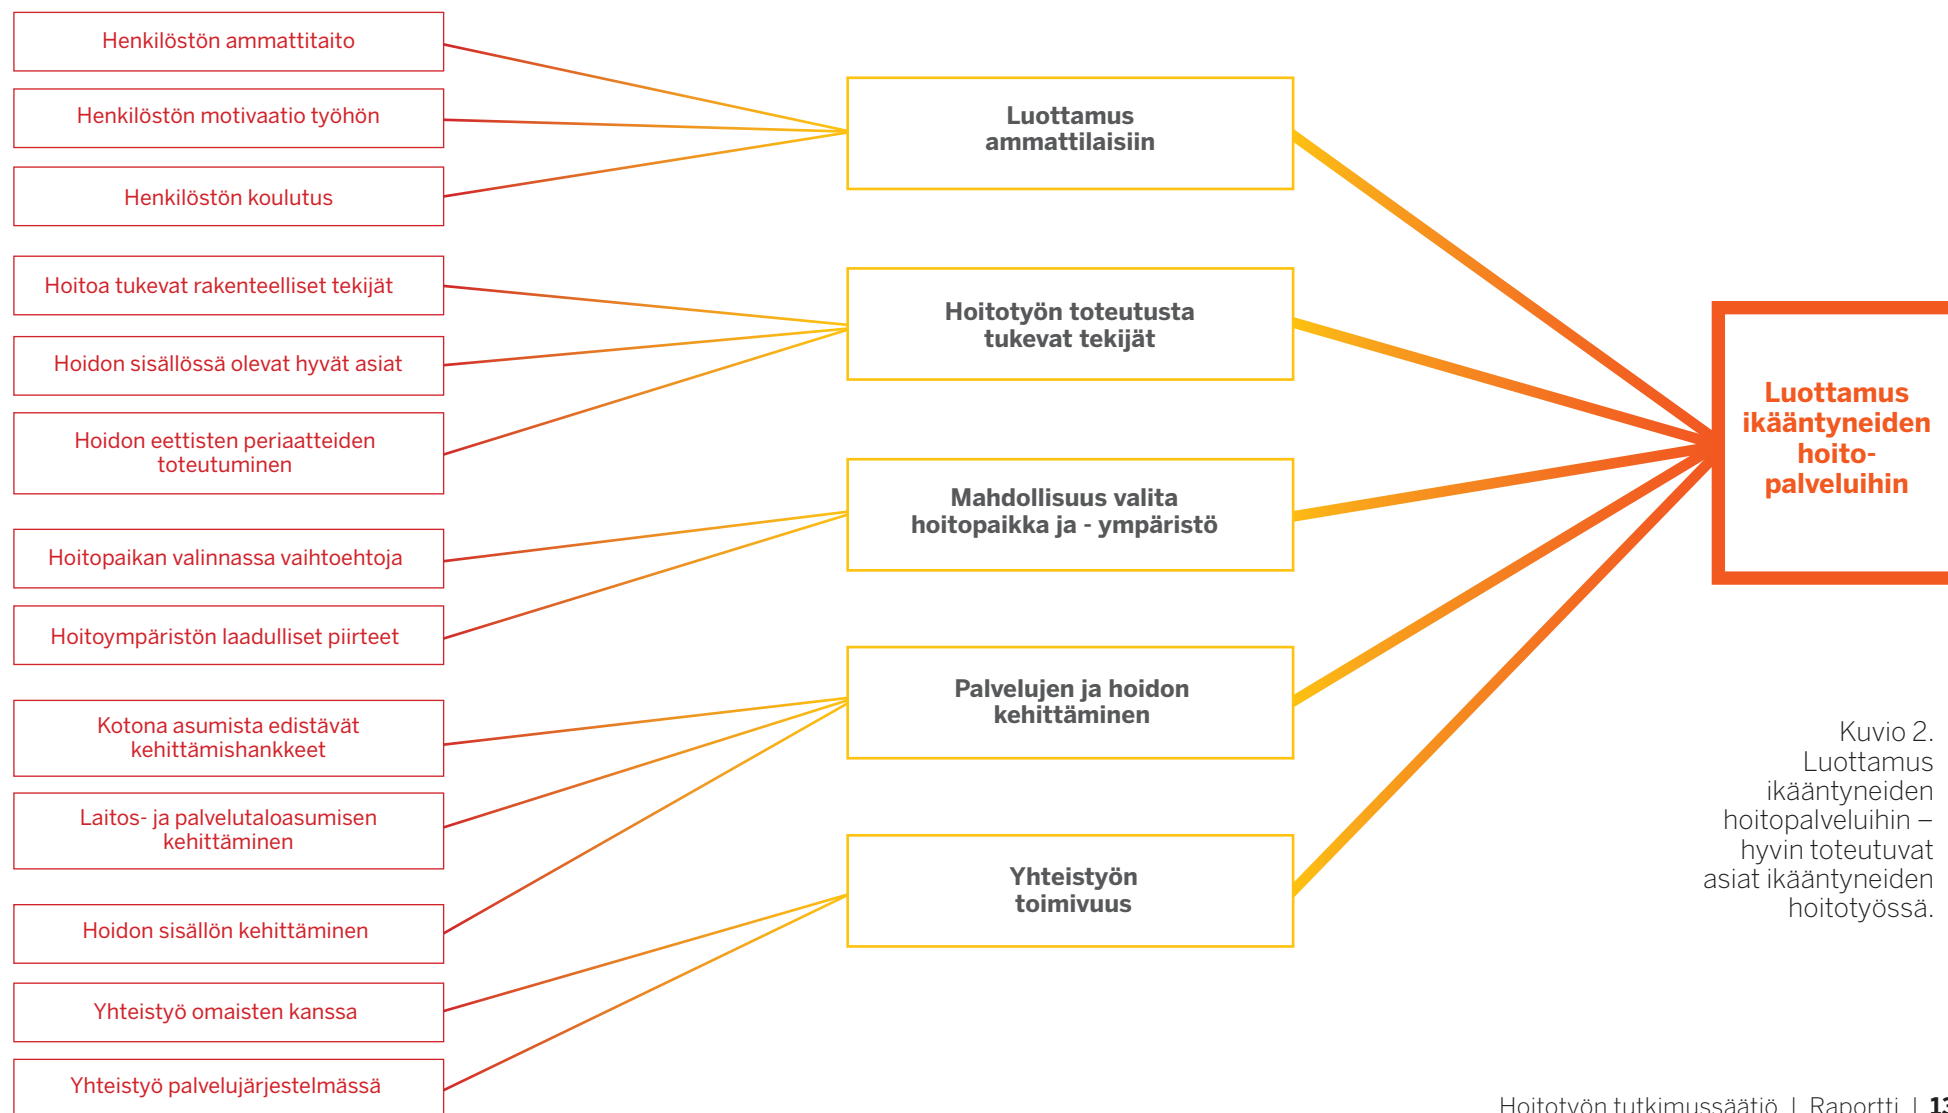 Henkilöstön ammattitaito
Henkilöstön motivaatio työhön
Henkilöstön koulutus
Hoitoa tukevat rakenteelliset tekijät
Hoidon sisällössä olevat hyvät asiat
Hoidon eettisten periaatteiden
toteutuminen
Hoitopaikan valinnassa vaihtoehtoja
Hoitoympäristön laadulliset piirteet
Kotona asumista edistävät
kehittämishankkeet
Laitos- ja palvelutaloasumisen
kehittäminen
Hoidon sisällön kehittäminen
Yhteistyö omaisten kanssa
Yhteistyö palvelujärjestelmässä
Luottamus
ammattilaisiin
Hoitotyön toteutusta
tukevat tekijät
Mahdollisuus valita
hoitopaikka ja - ympäristö
Palvelujen ja hoidon
kehittäminen
Yhteistyön
toimivuus
Luottamus
ikääntyneiden
hoito-
palveluihin
Kuvio 2.
Luottamus
ikääntyneiden
hoitopalveluihin –
hyvin toteutuvat
asiat ikääntyneiden
hoitotyössä.
Hoitotyön tutkimussäätiö | Raportti | 13